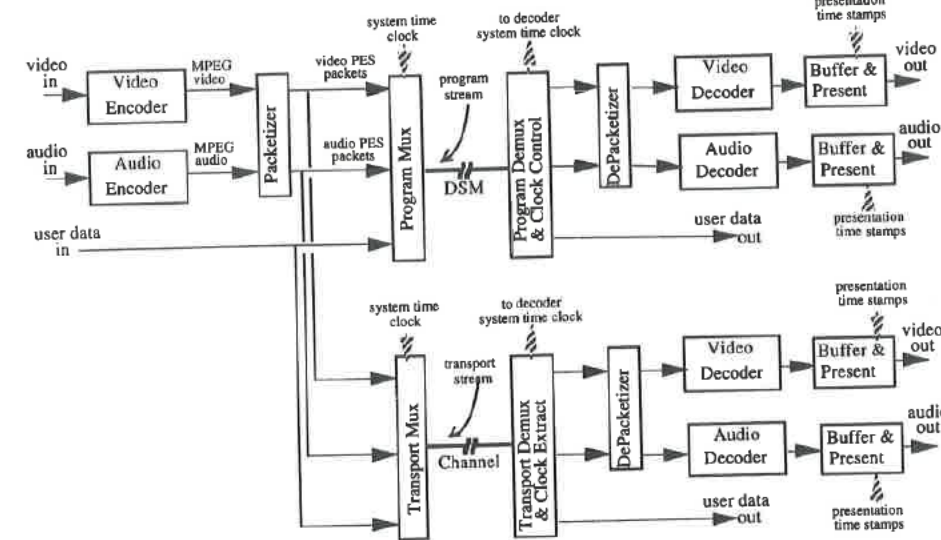 presentation
time stamps
system time
clock
to decoder
system time clock
video
in
Video
Encoder
MPEG
video
Packetizer
video PES
packets
Program Mux
program
stream
DSM
Program Demux
& Clock Control
DePacketizer
Video
Decoder
Buffer &
Present
video
out
audio
in
Audio
Encoder
MPEG
audio
audio PES
packets
Audio
Decoder
Buffer &
Present
audio
out
presentation
time stamps
user data
in
user data
out
system time
clock
to decoder
system time clock
presentation
time stamps
Transport Mux
transport
stream
Channel
Transport Demux
& Clock Extract
DePacketizer
Video
Decoder
Buffer &
Present
video
out
Audio
Decoder
Buffer &
Present
audio
out
user data
out
presentation
time stamps